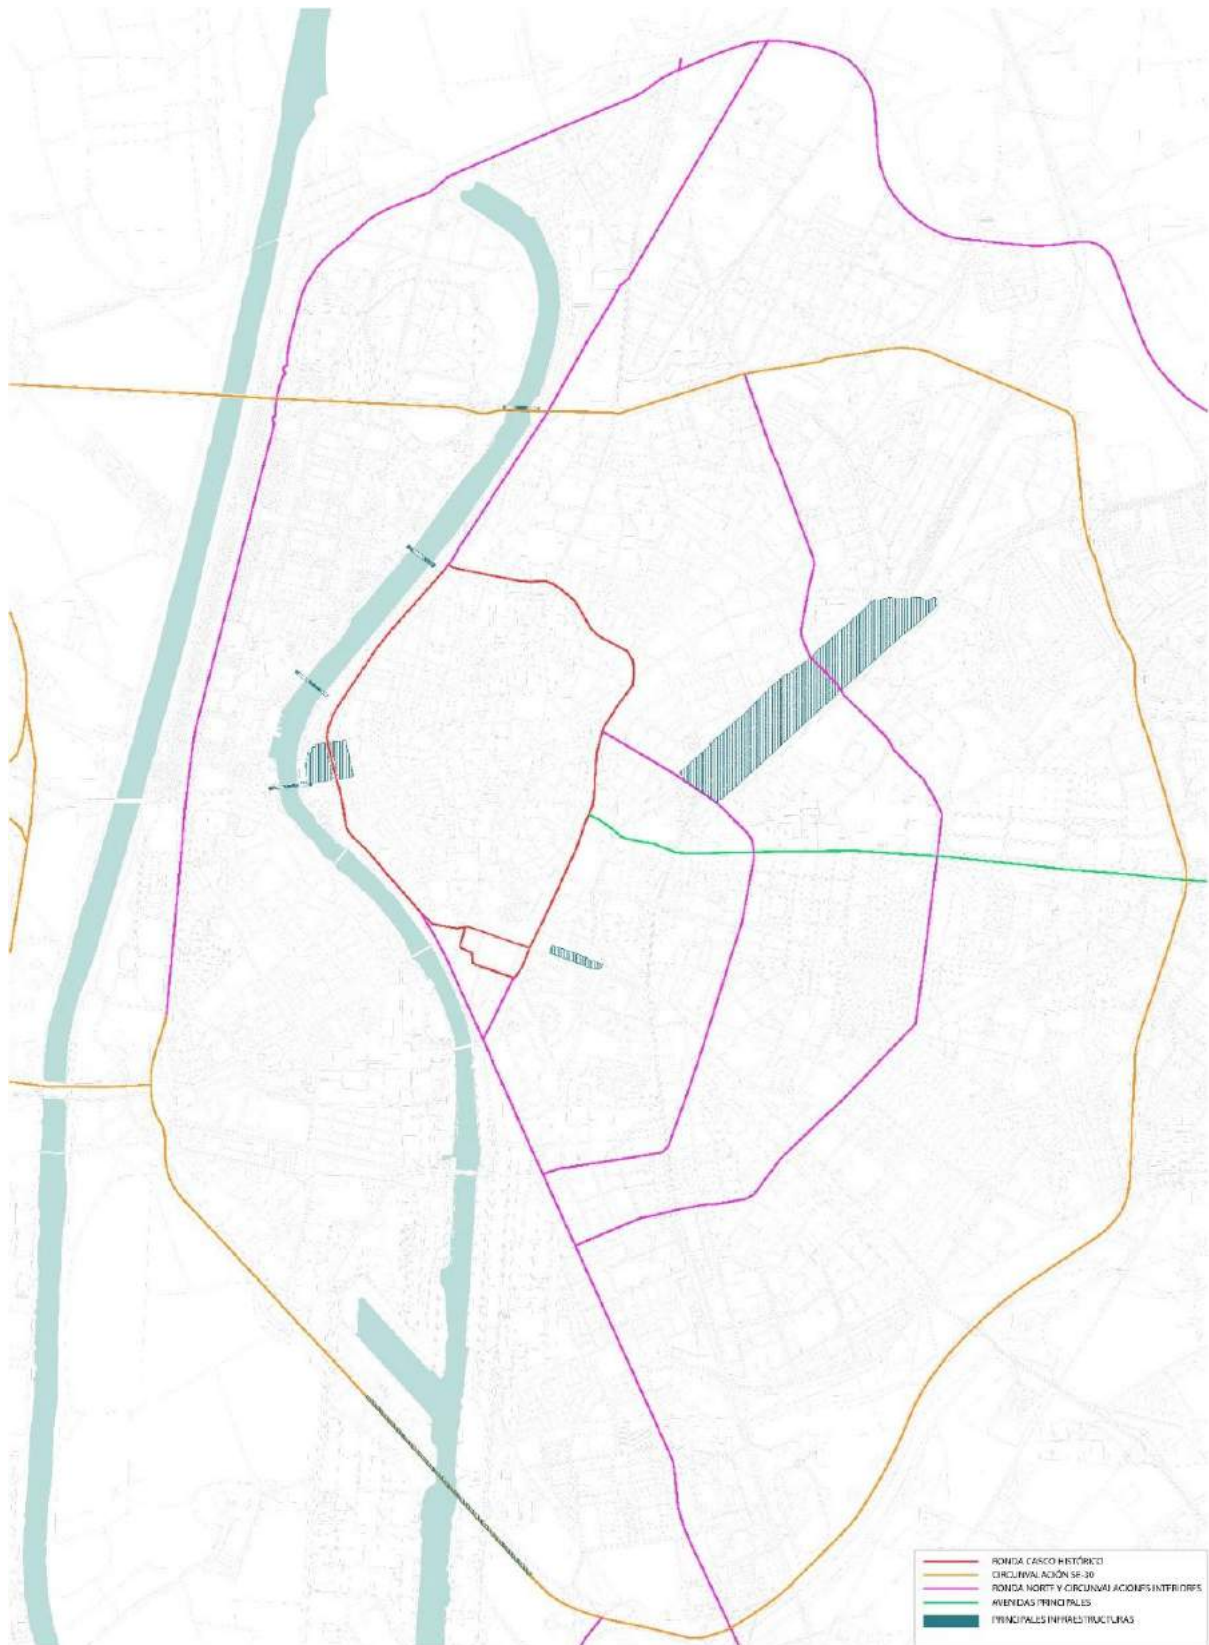 RONDA CASCO HISTÓRICO
CIRCUNVALACIÓN SE-30
RONDA NORTE Y CIRCUNVALACIONES INTERIORES
AVENIDAS PRINCIPALES
PRINCIPALES INFRAESTRUCTURAS